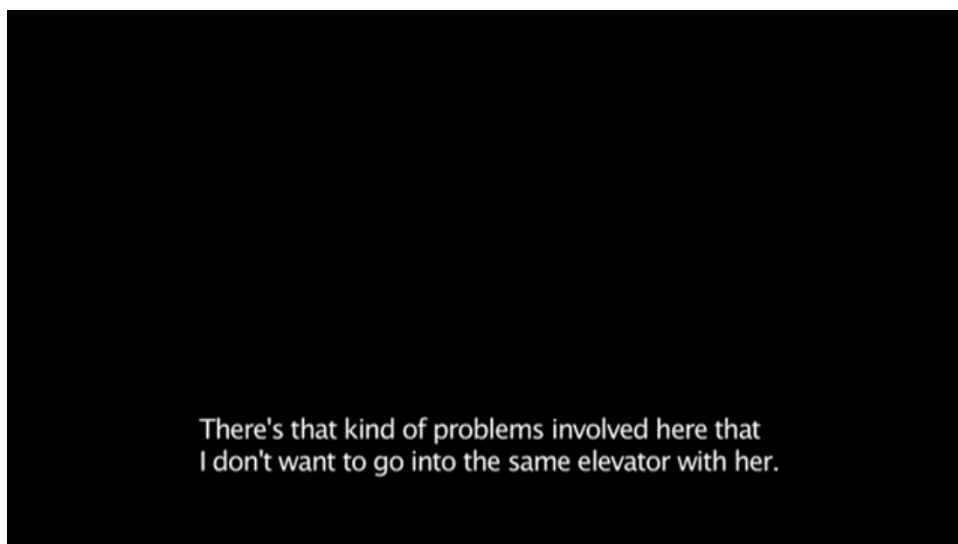 There's that kind of problems involved here that
I don't want to go into the same elevator with her.